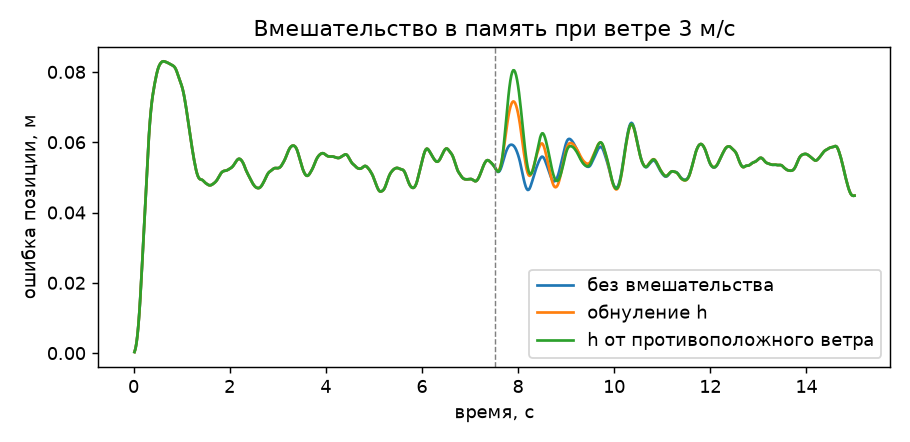 Вмешательство в память при ветре 3 м/с
ошибка позиции, м
0.08
0.06
0.04
0.02
0.00
без вмешательства
обнуление h
h от противоположного ветра
0 2 4 6 8 10 12 14
время, с